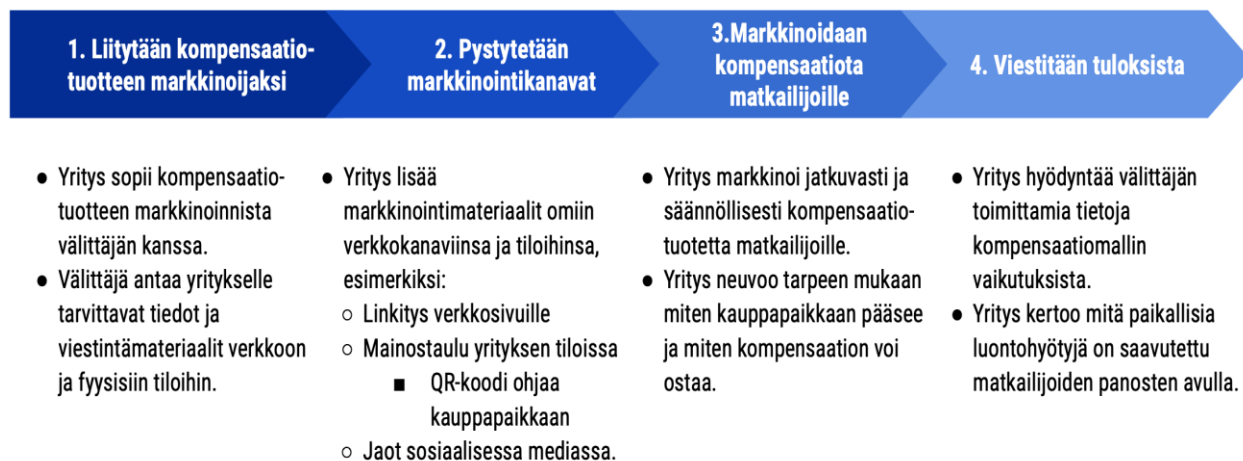 1. Liitytään kompensaatio-
tuotteen markkinoijaksi
2. Pystytetään
markkinointikanavat
3.Markkinoidaan
kompensaatiota
matkailijoille
4. Viestitään tuloksista
● Yritys sopii kompensaatio-
tuotteen markkinoinnista
välittäjän kanssa.
● Välittäjä antaa yritykselle
tarvittavat tiedot ja
viestintämateriaalit verkkoon
ja fyysisiin tiloihin.
● Yritys lisää
markkinointimateriaalit omiin
verkkokanaviinsa ja tiloihinsa,
esimerkiksi:
○ Linkitys verkkosivuille
○ Mainostaulu yrityksen tiloissa
■ QR-koodi ohjaa
kauppapaikkaan
○ Jaot sosiaalisessa mediassa.
● Yritys markkinoi jatkuvasti ja
säännöllisesti kompensaatio-
tuotetta matkailijoille.
● Yritys neuvoo tarpeen mukaan
miten kauppapaikkaan pääsee
ja miten kompensaation voi
ostaa.
● Yritys hyödyntää välittäjän
toimittamia tietoja
kompensaatiomallin
vaikutuksista.
● Yritys kertoo mitä paikallisia
luontohyötyjä on saavutettu
matkailijoiden panosten avulla.